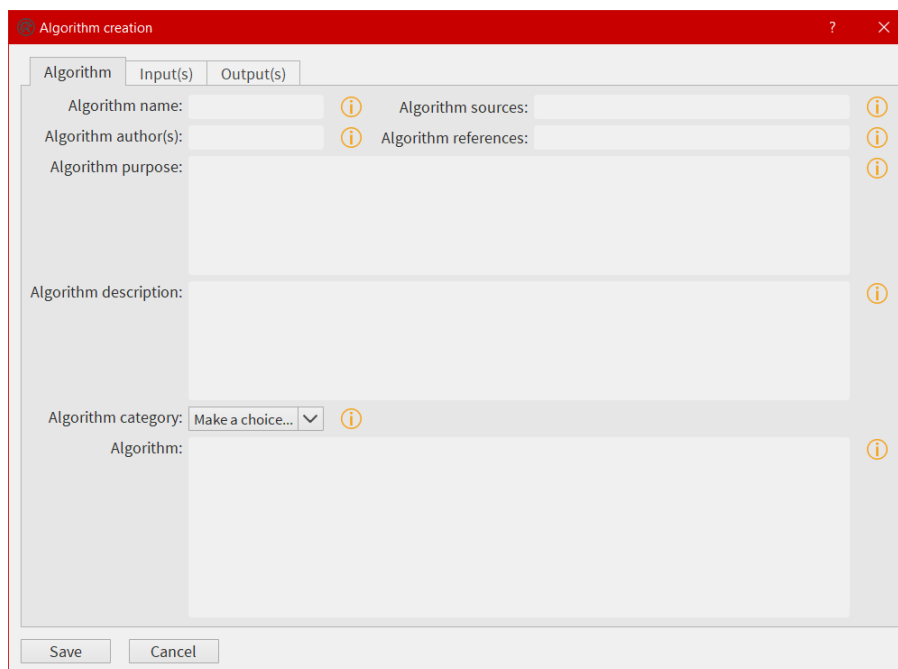 Algorithm creation
?
Algorithm Input(s) Output(s)
Algorithm name: Algorithm sources:
Algorithm author(s): Algorithm references:
Algorithm purpose:
Algorithm description:
Algorithm category: Make a choice...
Algorithm:
Save Cancel